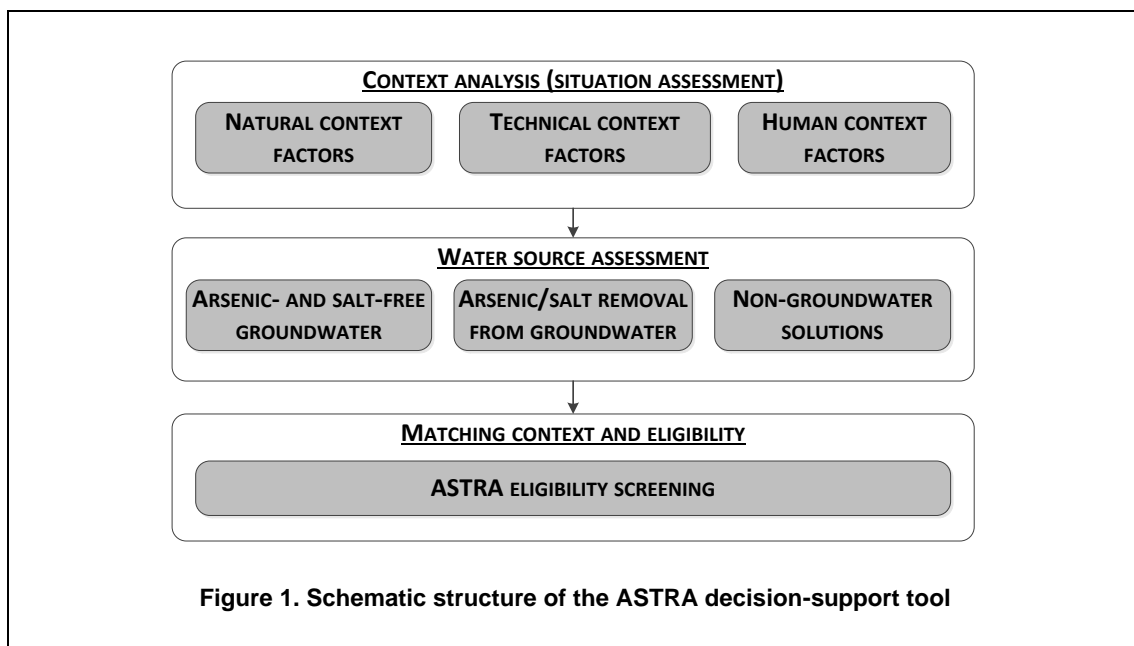 CONTEXT ANALYSIS (SITUATION ASSESSMENT)
NATURAL CONTEXT
FACTORS
TECHNICAL CONTEXT
FACTORS
HUMAN CONTEXT
FACTORS
WATER SOURCE ASSESSMENT
ARSENIC- AND SALT-FREE
GROUNDWATER
ARSENIC/SALT REMOVAL
FROM GROUNDWATER
NON-GROUNDWATER
SOLUTIONS
MATCHING CONTEXT AND ELIGIBILITY
ASTRA ELIGIBILITY SCREENING
Figure 1. Schematic structure of the ASTRA decision-support tool